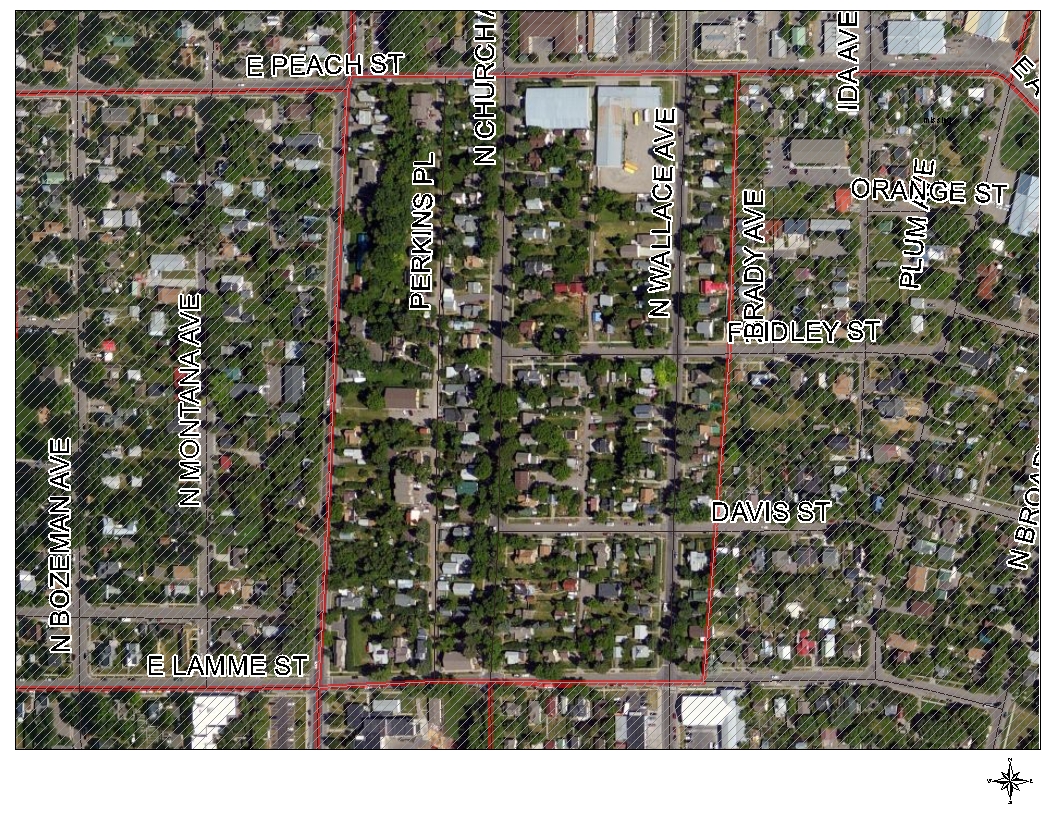 E PEACH ST
N CHURCH A
IDA AVE
E A
N WALLACE AVE
PERKINS PL
ORANGE ST
PLUM AVE
BRADY AVE
FRIDLEY ST
N MONTANA AVE
N BOZEMAN AVE
DAVIS ST
N BROAD
E LAMME ST